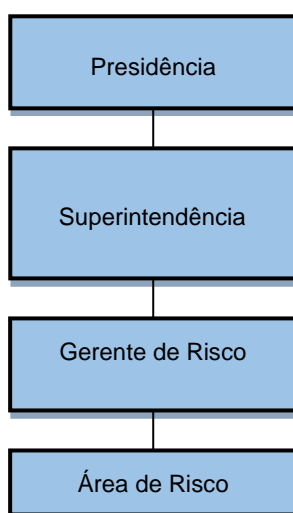 Presidência
Superintendência
Gerente de Risco
Área de Risco